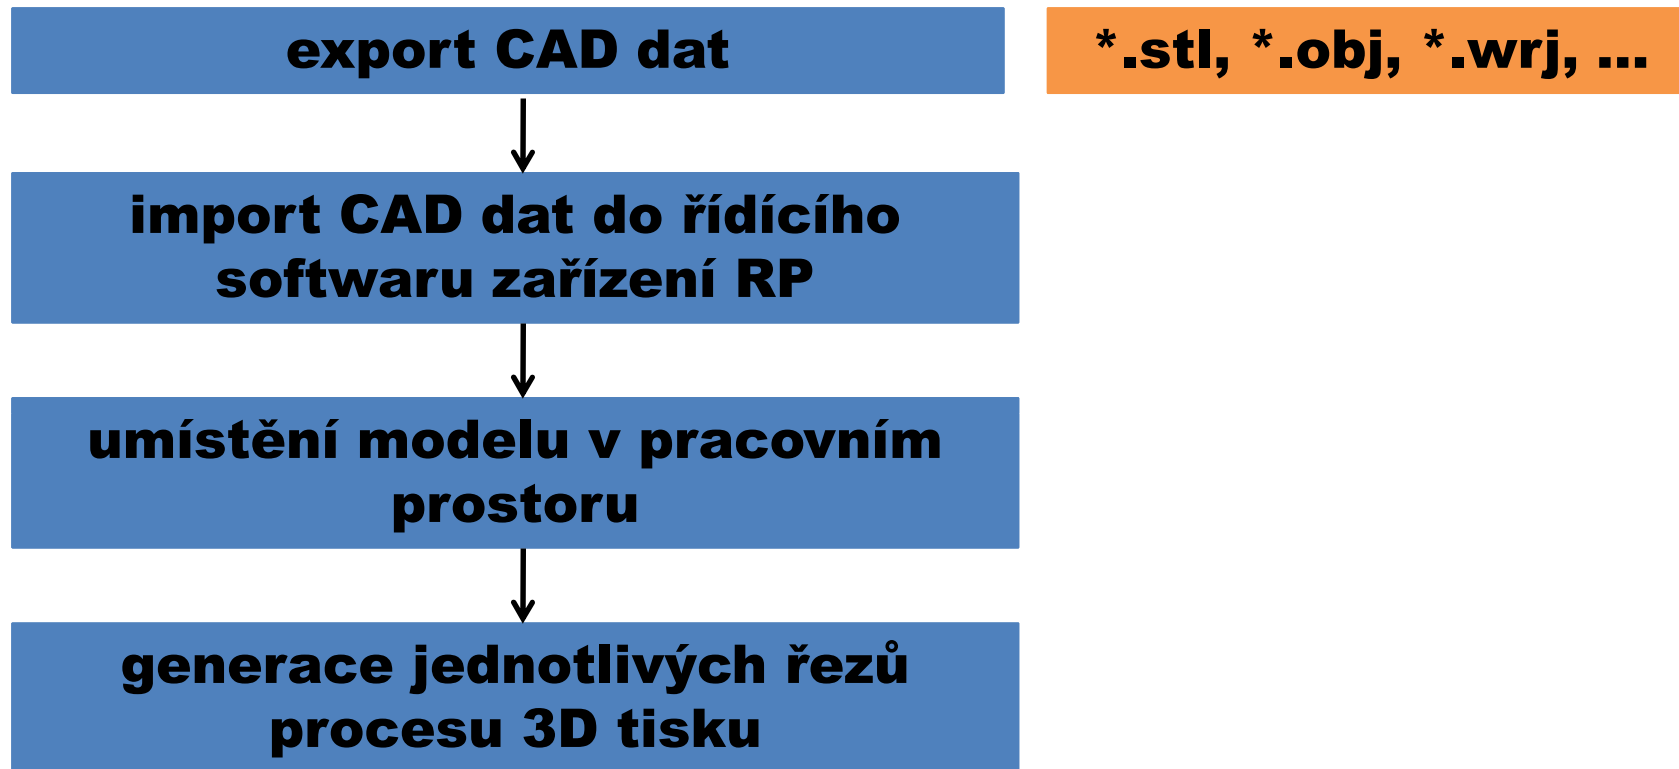 export CAD dat
*.stl, *.obj, *.wrj, ...
import CAD dat do řídícího
softwaru zařízení RP
umístění modelu v pracovním
prostoru
generace jednotlivých řezů
procesu 3D tisku